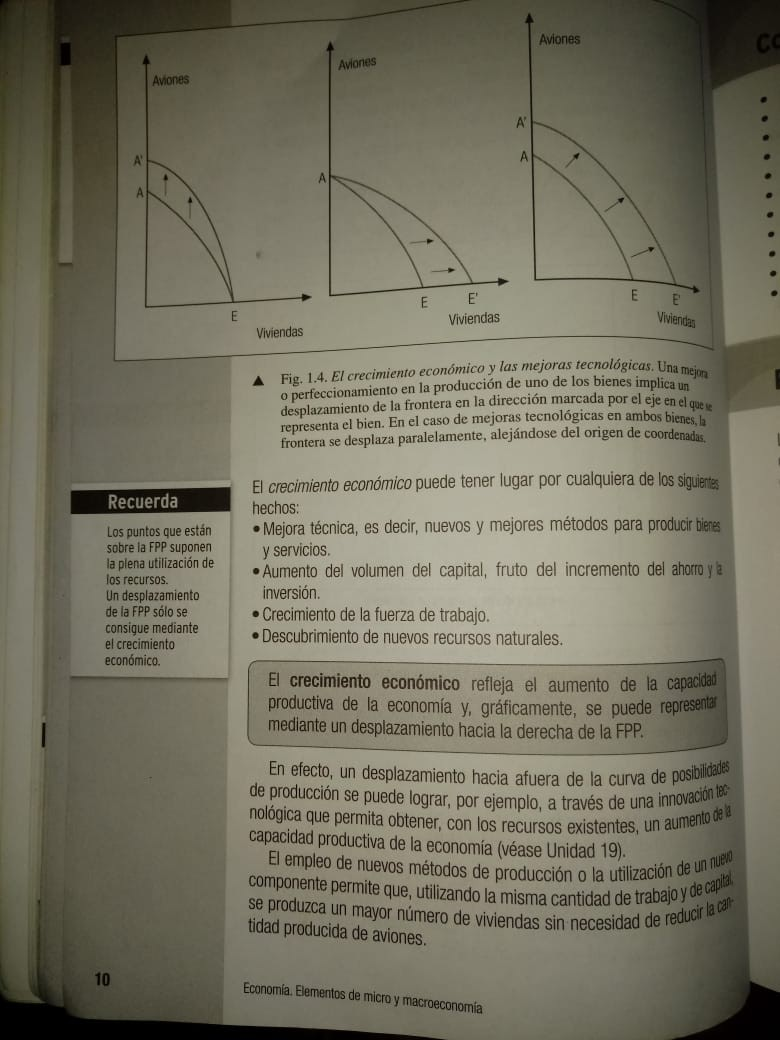 Aviones
A'
A
E
Viviendas
Aviones
A
E E'
Viviendas
Aviones
A'
A
E E'
Viviendas
Fig. 1.4. El crecimiento económico y las mejoras tecnológicas. Una mejora
o perfeccionamiento en la producción de uno de los bienes implica un
desplazamiento de la frontera en la dirección marcada por el eje en el que se
representa el bien. En el caso de mejoras tecnológicas en ambos bienes, la
frontera se desplaza paralelamente, alejándose del origen de coordenadas.
Recuerda
Los puntos que están
sobre la FPP suponen
la plena utilización de
los recursos.
Un desplazamiento
de la FPP sólo se
consigue mediante
el crecimiento
económico.
El crecimiento económico puede tener lugar por cualquiera de los siguientes
hechos:
• Mejora técnica, es decir, nuevos y mejores métodos para producir bienes
y servicios.
• Aumento del volumen del capital, fruto del incremento del ahorro y la
inversión.
• Crecimiento de la fuerza de trabajo.
• Descubrimiento de nuevos recursos naturales.
El crecimiento económico refleja el aumento de la capacidad
productiva de la economía y, gráficamente, se puede representar
mediante un desplazamiento hacia la derecha de la FPP.
En efecto, un desplazamiento hacia afuera de la curva de posibilidades
de producción se puede lograr, por ejemplo, a través de una innovación tec-
nológica que permita obtener, con los recursos existentes, un aumento de la
capacidad productiva de la economía (véase Unidad 19).
El empleo de nuevos métodos de producción o la utilización de un nuevo
componente permite que, utilizando la misma cantidad de trabajo y de capital,
se produzca un mayor número de viviendas sin necesidad de reducir la can-
tidad producida de aviones.
10
Economía. Elementos de micro y macroeconomía